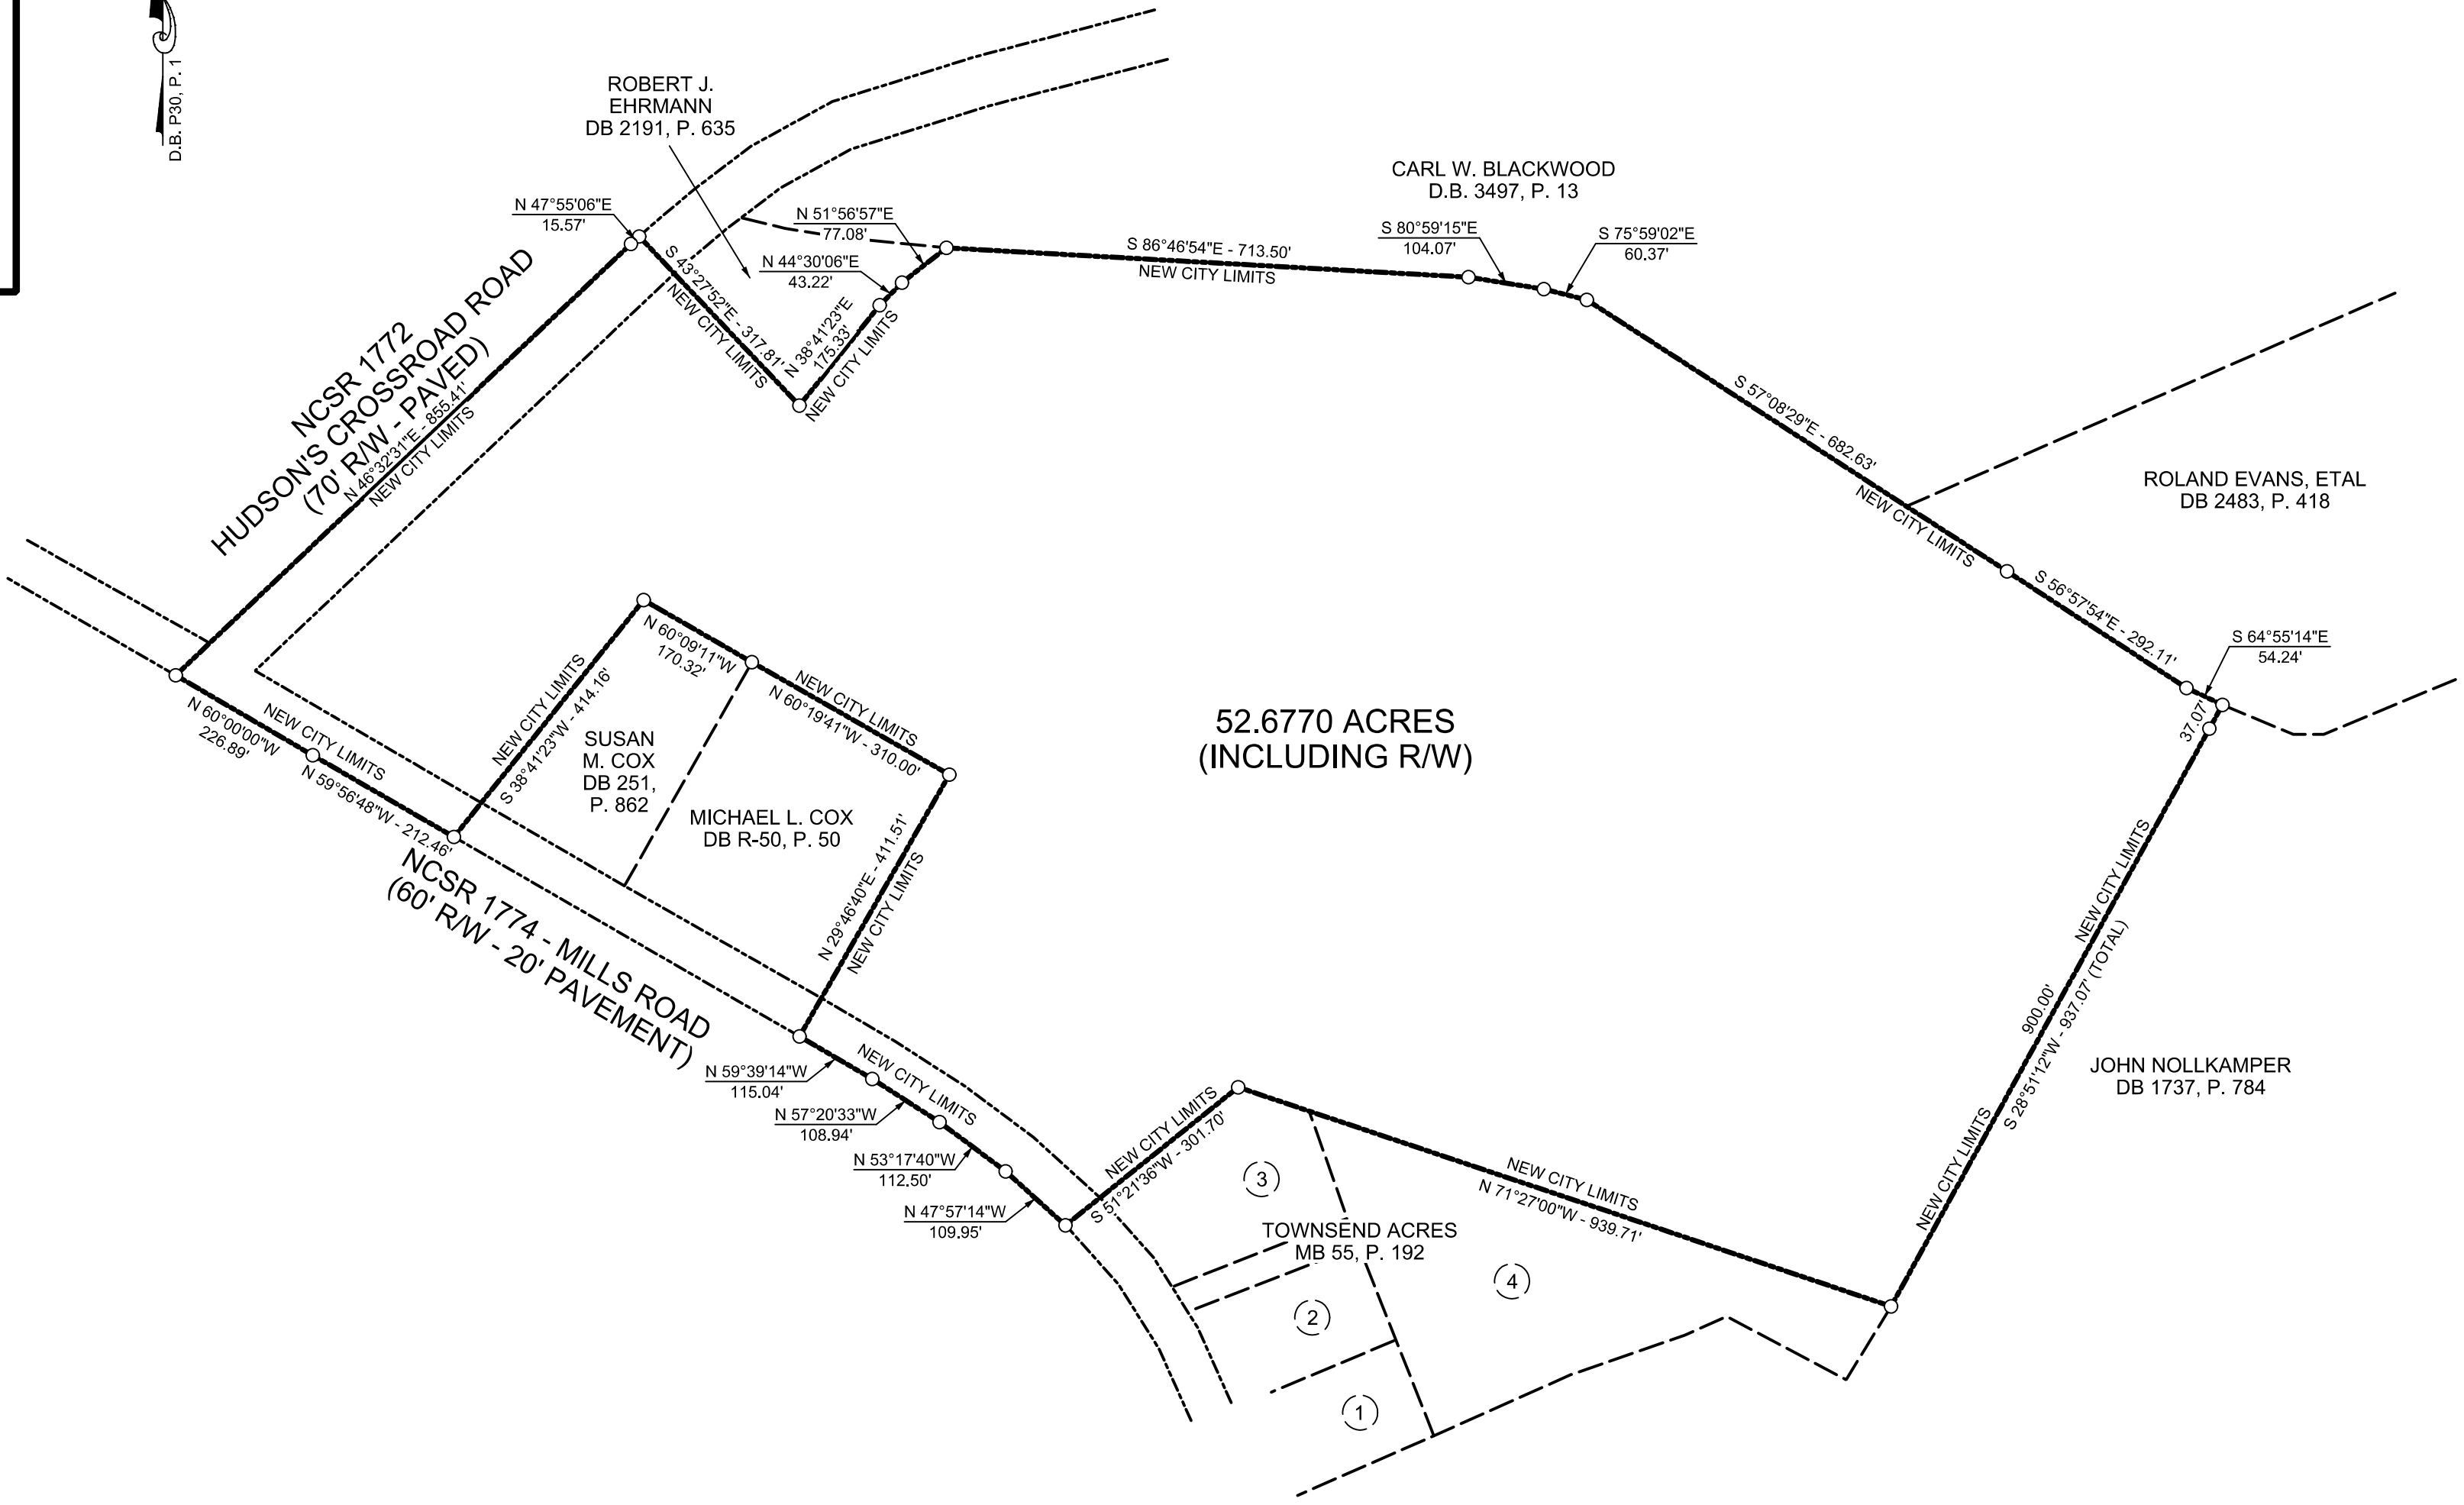 D.B. P30, P. 1
ROBERT J.
EHRMANN
DB 2191, P. 635
N 47°55'06"E
15.57'
N 51°56'57"E
77.08'
N 44°30'06"E
43.22'
S 43°27'52"E - 317.81'
NEW CITY LIMITS
N 38°41'23"E
175.33'
NEW CITY LIMITS
CARL W. BLACKWOOD
D.B. 3497, P. 13
S 86°46'54"E - 713.50'
NEW CITY LIMITS
S 80°59'15"E
104.07'
S 75°59'02"E
60.37'
NCSR 1772
HUDSON'S CROSSROAD ROAD
(70' R/W - PAVED)
N 46°32'31"E - 855.41'
NEW CITY LIMITS
S 57°08'29"E - 682.63'
NEW CITY LIMITS
ROLAND EVANS, ETAL
DB 2483, P. 418
S 56°57'54"E - 292.11'
S 64°55'14"E
54.24'
37.07'
N 60°09'11"W
170.32'
NEW CITY LIMITS
N 60°19'41"W - 310.00'
NEW CITY LIMITS
S 38°41'23"W - 414.16'
SUSAN
M. COX
DB 251,
P. 862
MICHAEL L. COX
DB R-50, P. 50
52.6770 ACRES
(INCLUDING R/W)
N 60°00'00"W
226.89'
NEW CITY LIMITS
N 59°56'48"W - 212.46'
NCSR 1774 - MILLS ROAD
(60' R/W - 20' PAVEMENT)
N 29°46'40"E - 411.51'
NEW CITY LIMITS
NEW CITY LIMITS
900.00'
S 28°51'12"W - 937.07' (TOTAL)
NEW CITY LIMITS
JOHN NOLLKAMPER
DB 1737, P. 784
NEW CITY LIMITS
N 59°39'14"W
115.04'
N 57°20'33"W
108.94'
N 53°17'40"W
112.50'
N 47°57'14"W
109.95'
NEW CITY LIMITS
S 51°21'36"W - 301.70'
NEW CITY LIMITS
N 71°27'00"W - 939.71'
3
TOWNSEND ACRES
MB 55, P. 192
4
2
1